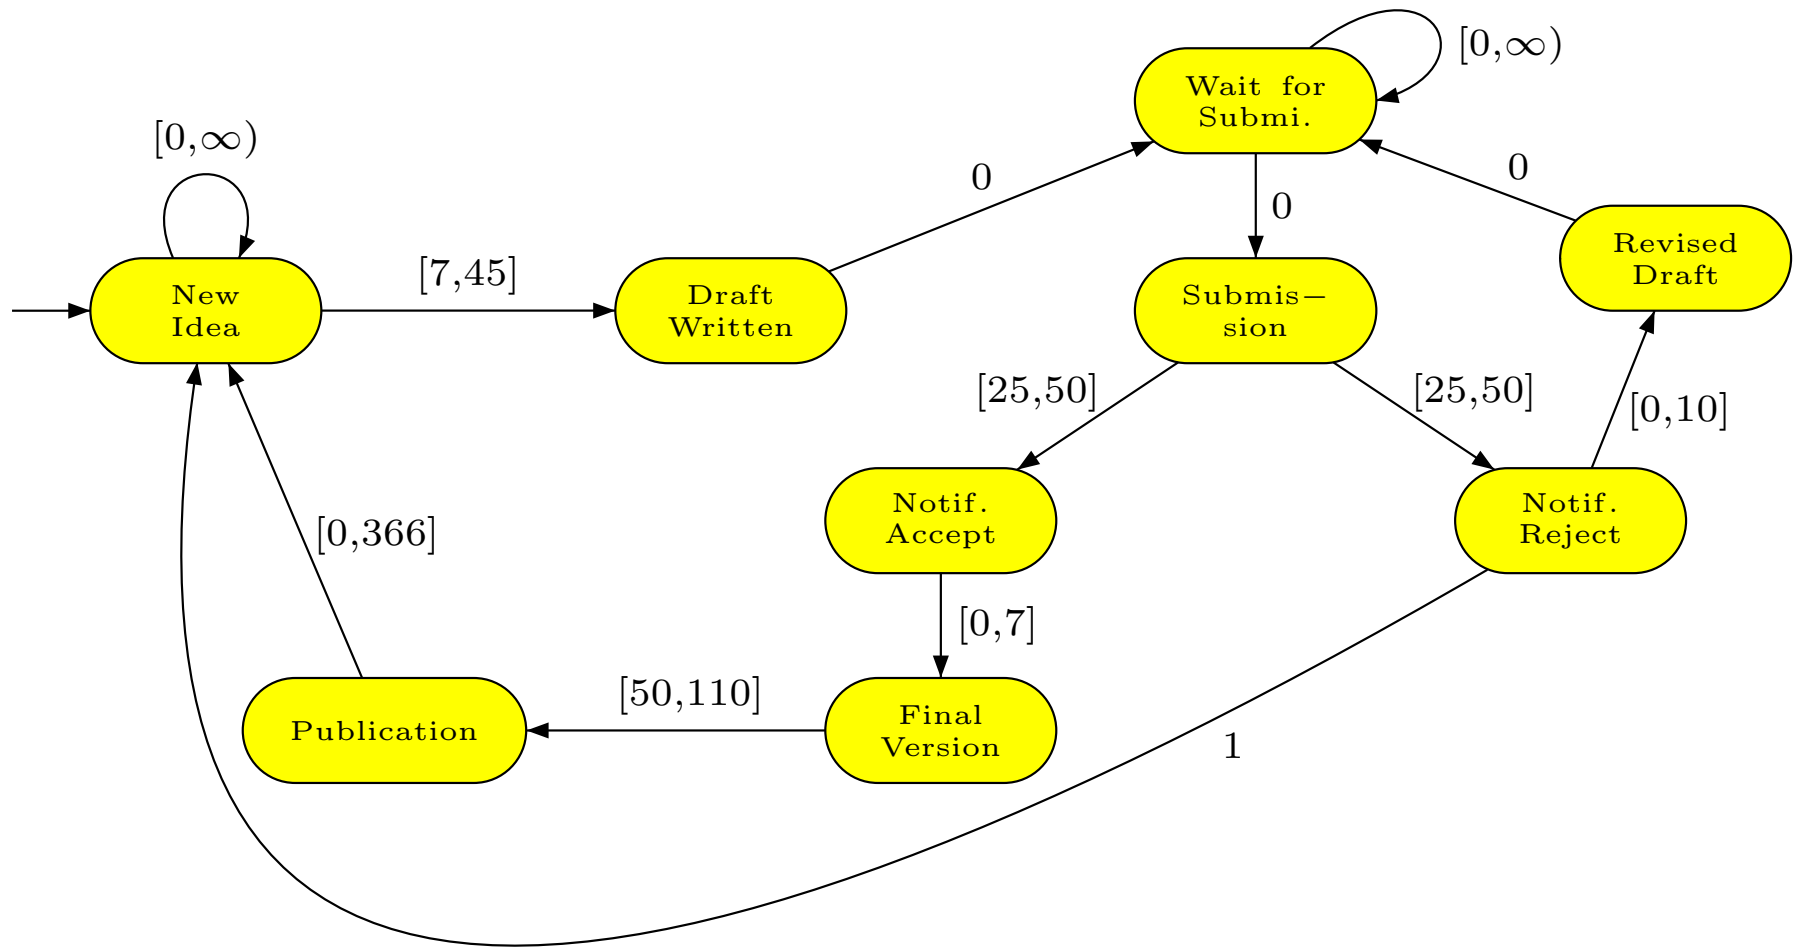 Wait for
Submi.
[0,∞)
[0,∞)
0
0
0
Revised
Draft
[7,45]
New
Idea
Draft
Written
Submis−
sion
[25,50]
[25,50]
[0,10]
Notif.
Accept
Notif.
Reject
[0,366]
[0,7]
[50,110]
Publication
Final
Version
1